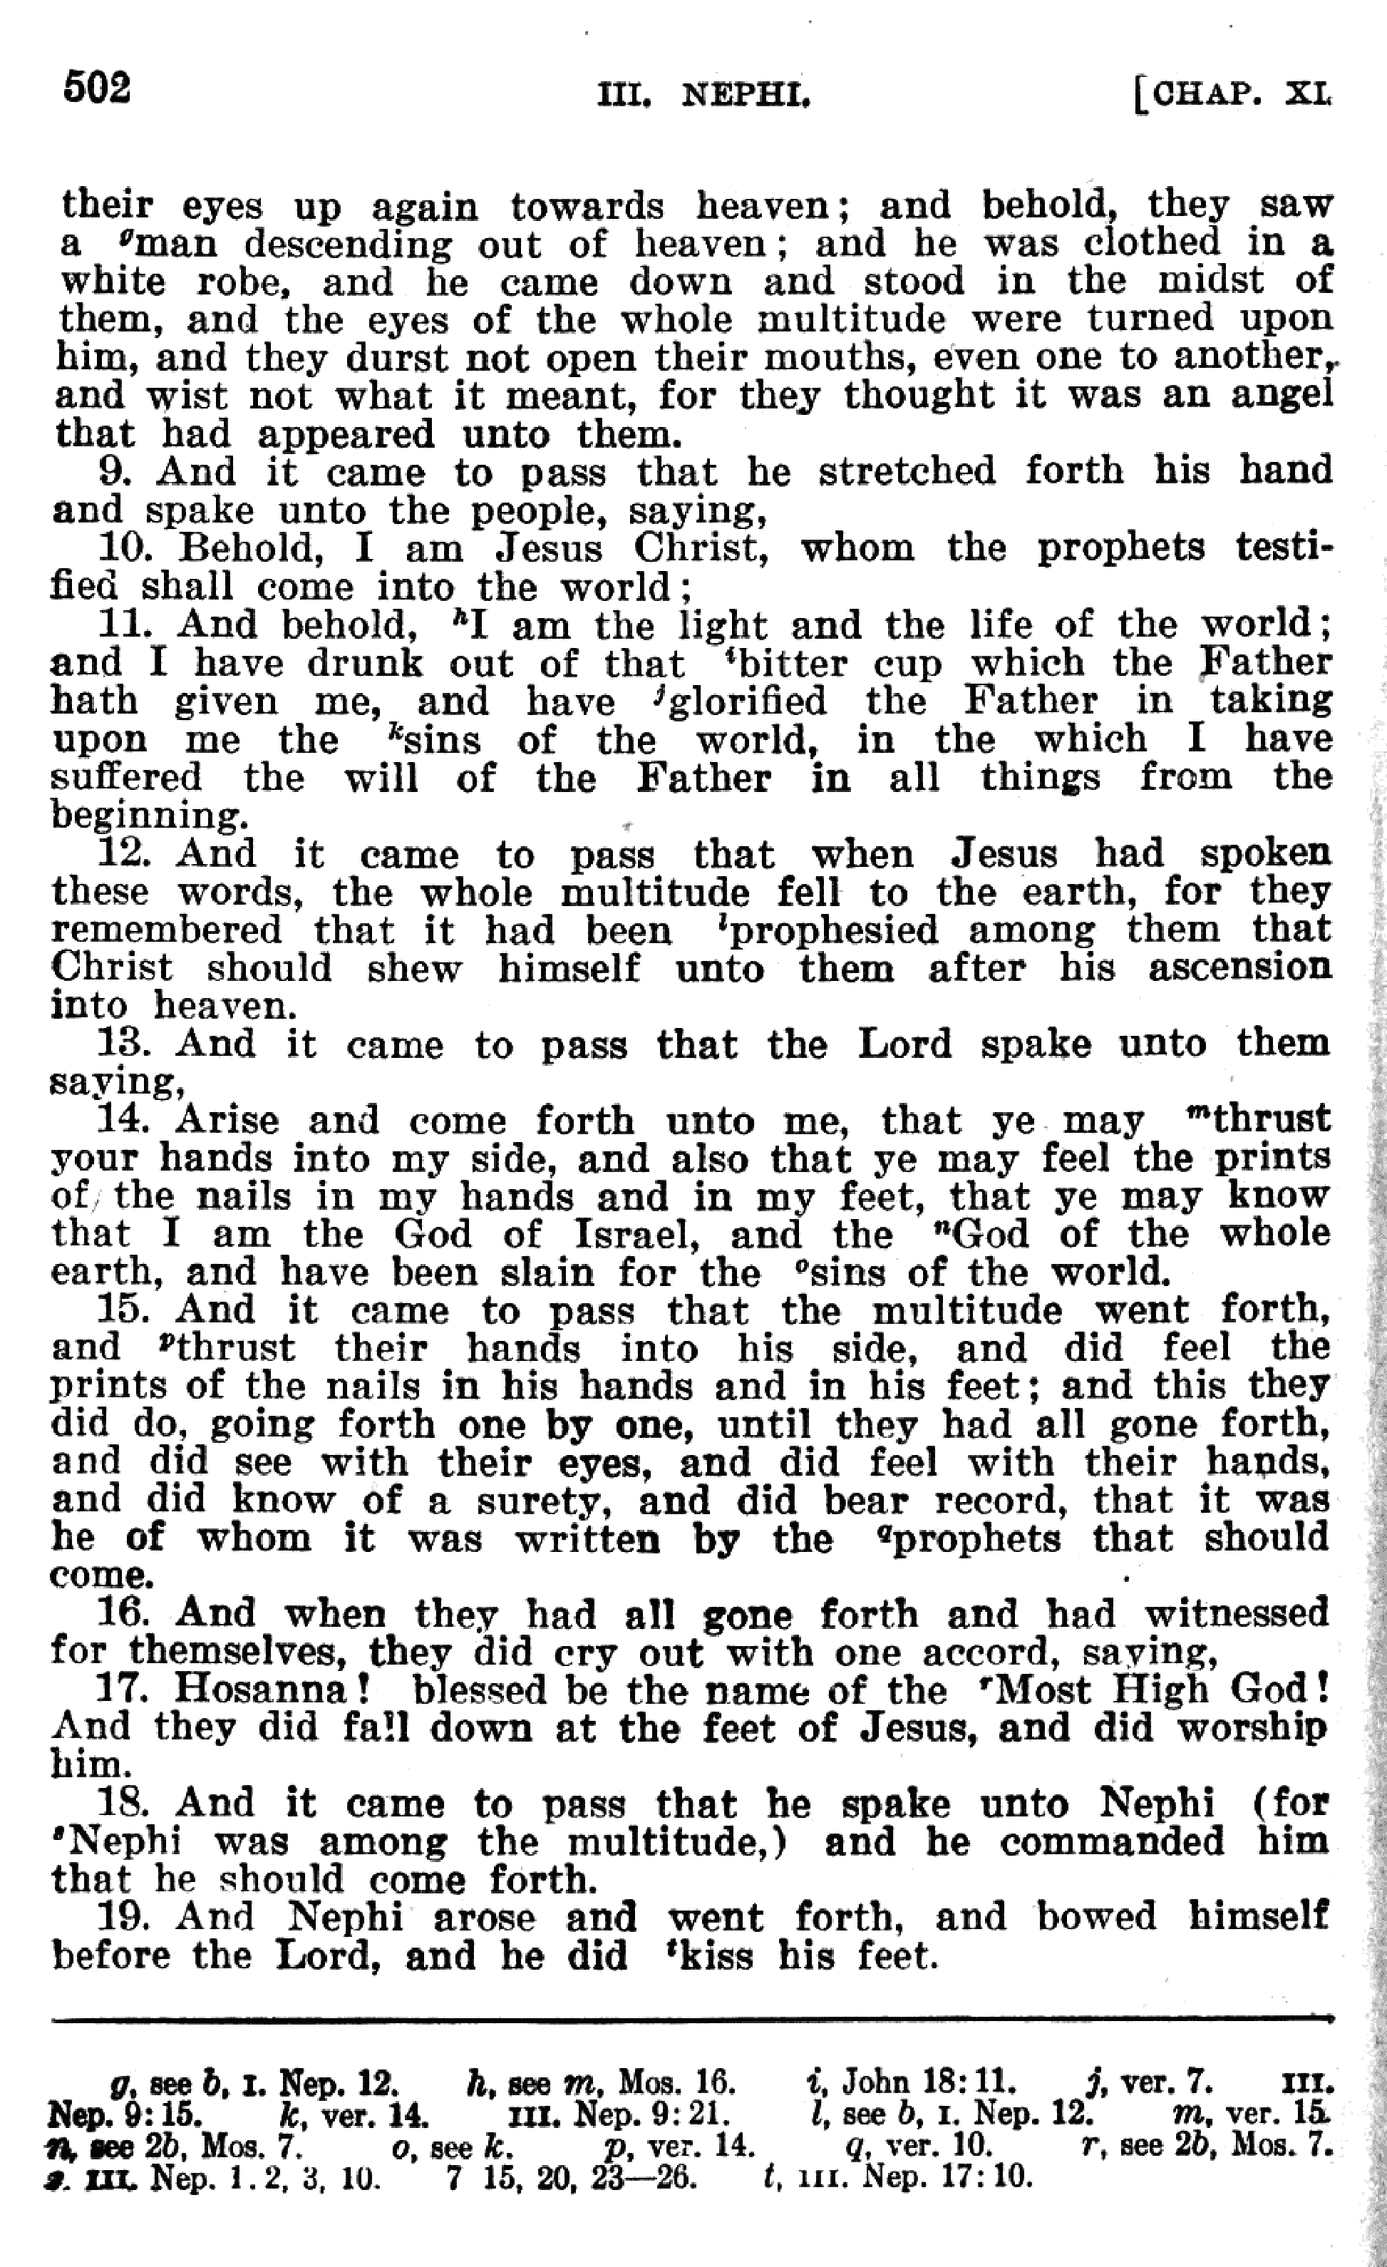 502 III. NEPHI. [CHAP. XI.
their eyes up again towards heaven; and behold, they saw
a ᵍman descending out of heaven; and he was clothed in a
white robe, and he came down and stood in the midst of
them, and the eyes of the whole multitude were turned upon
him, and they durst not open their mouths, even one to another,
and wist not what it meant, for they thought it was an angel
that had appeared unto them.
9. And it came to pass that he stretched forth his hand
and spake unto the people, saying,
10. Behold, I am Jesus Christ, whom the prophets testi-
fied shall come into the world;
11. And behold, ʰI am the light and the life of the world;
and I have drunk out of that ⁱbitter cup which the Father
hath given me, and have ʲglorified the Father in taking
upon me the ᵏsins of the world, in the which I have
suffered the will of the Father in all things from the
beginning.
12. And it came to pass that when Jesus had spoken
these words, the whole multitude fell to the earth, for they
remembered that it had been ˡprophesied among them that
Christ should shew himself unto them after his ascension
into heaven.
13. And it came to pass that the Lord spake unto them
saying,
14. Arise and come forth unto me, that ye may ᵐthrust
your hands into my side, and also that ye may feel the prints
of the nails in my hands and in my feet, that ye may know
that I am the God of Israel, and the ⁿGod of the whole
earth, and have been slain for the ᵒsins of the world.
15. And it came to pass that the multitude went forth,
and ᵖthrust their hands into his side, and did feel the
prints of the nails in his hands and in his feet; and this they
did do, going forth one by one, until they had all gone forth,
and did see with their eyes, and did feel with their hands,
and did know of a surety, and did bear record, that it was
he of whom it was written by the qprophets that should
come.
16. And when they had all gone forth and had witnessed
for themselves, they did cry out with one accord, saying,
17. Hosanna! blessed be the name of the ʳMost High God!
And they did fall down at the feet of Jesus, and did worship
him.
18. And it came to pass that he spake unto Nephi (for
ˢNephi was among the multitude,) and he commanded him
that he should come forth.
19. And Nephi arose and went forth, and bowed himself
before the Lord, and he did ᵗkiss his feet.
g, see b, I. Nep. 12. h, see m, Mos. 16. i, John 18:11. j, ver. 7. III.
Nep. 9:15. k, ver. 14. III. Nep. 9:21. l, see b, I. Nep. 12. m, ver. 15.
n, see 2b, Mos. 7. o, see k. p, ver. 14. q, ver. 10. r, see 2b, Mos. 7.
s. III. Nep. 1. 2, 3, 10. 7 15, 20, 23—26. t, III. Nep. 17:10.